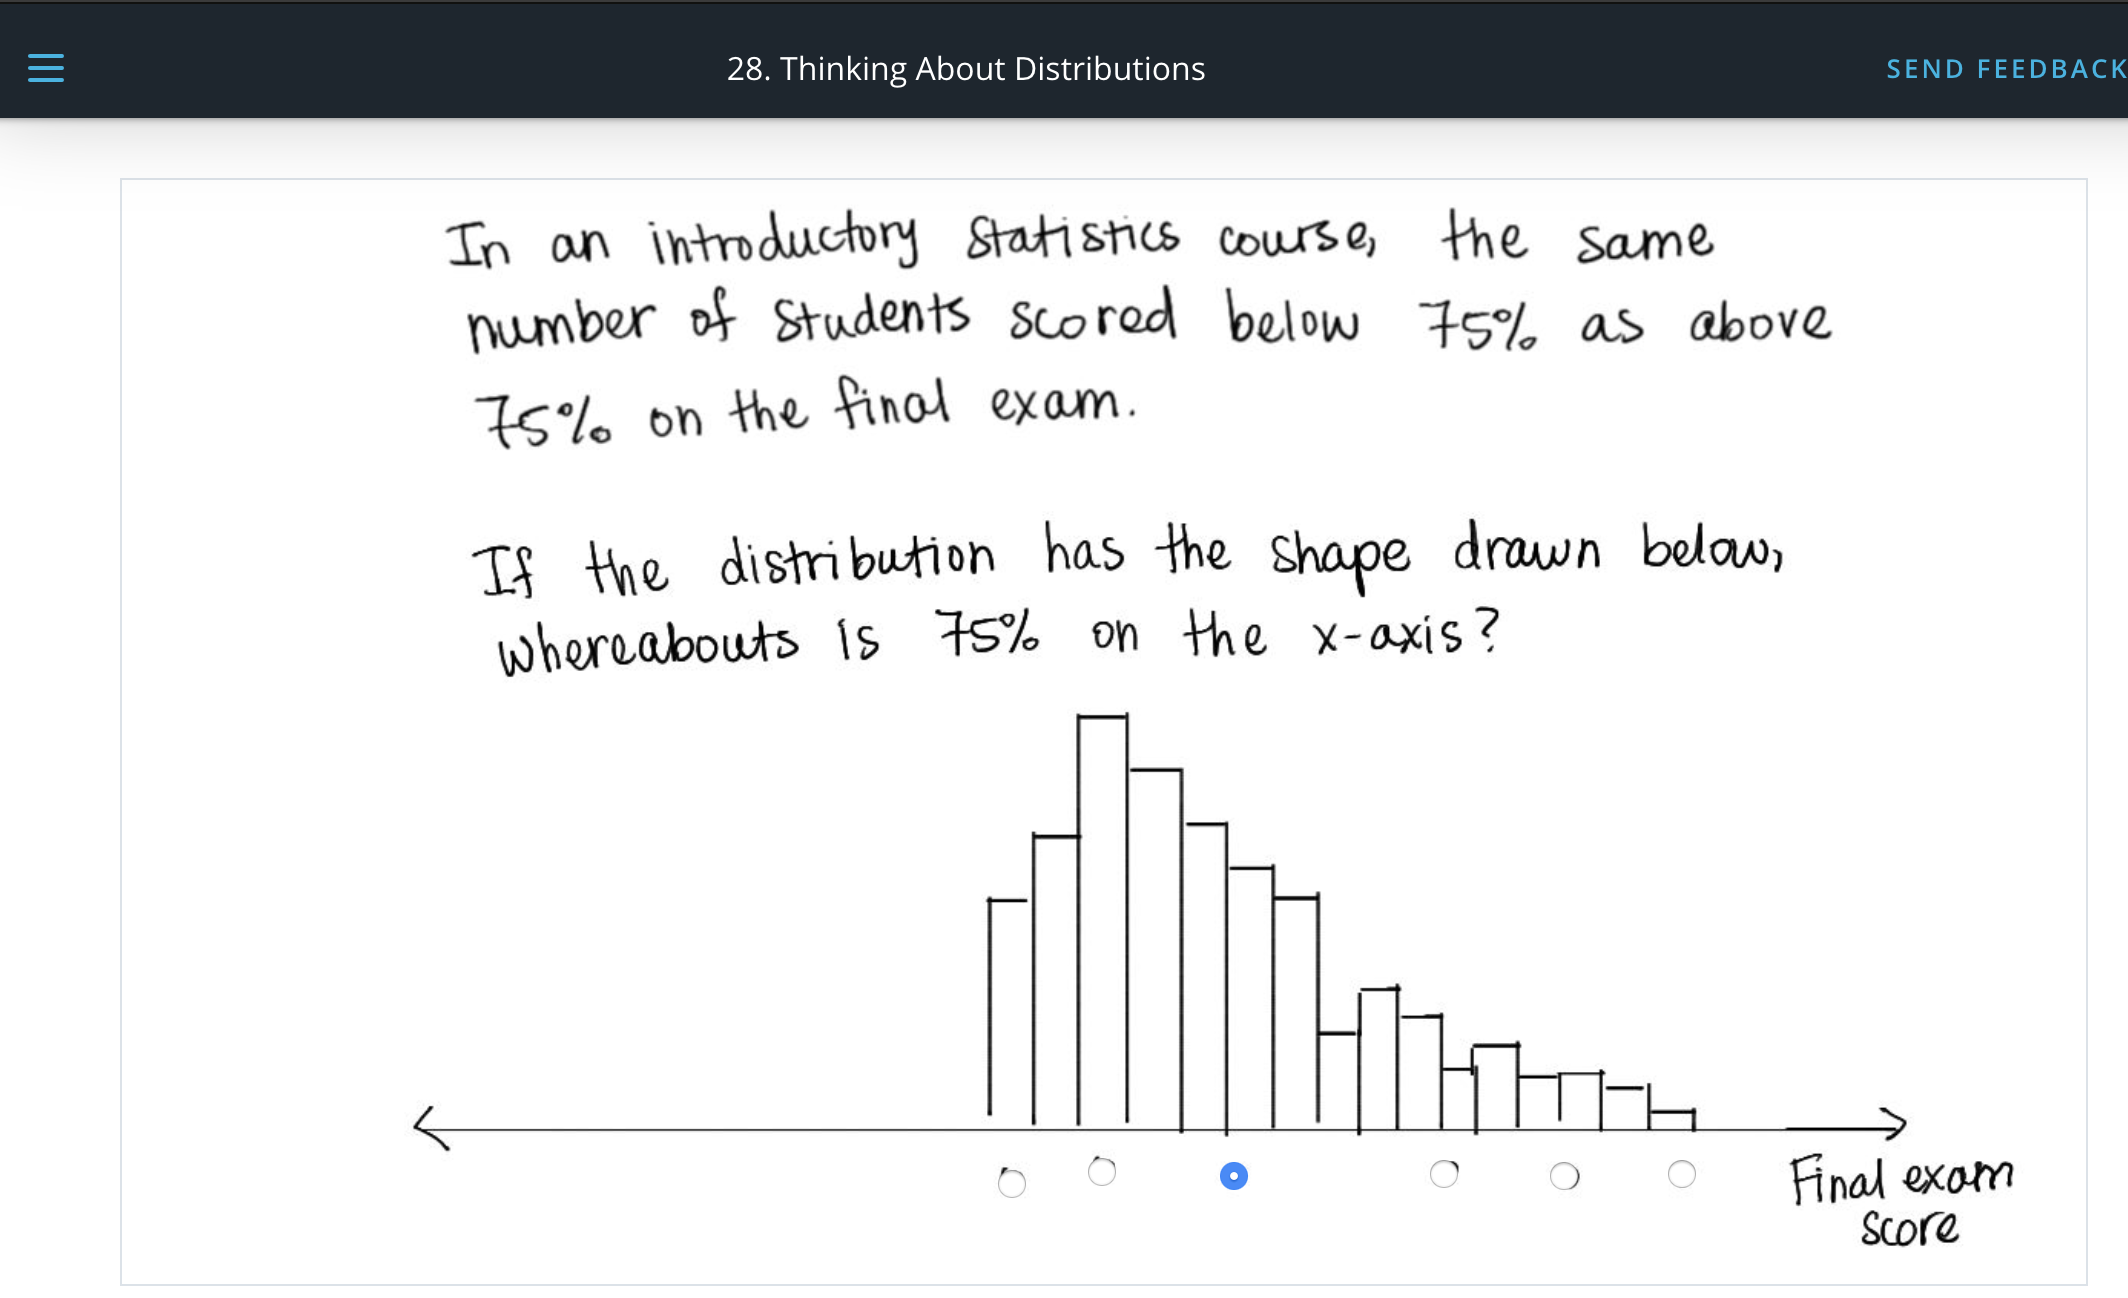 28. Thinking About Distributions
SEND FEEDBACK
In an introductory statistics course, the same
number of students scored below 75% as above
75% on the final exam.
If the distribution has the shape drawn below,
whereabouts is 75% on the x-axis?
Final exam
score